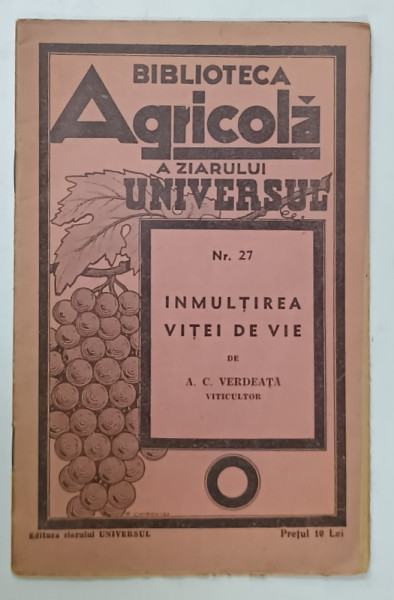 BIBLIOTECA
Agricolă
A ZIARULUI
UNIVERSUL
Nr. 27
INMULȚIREA
VIȚEI DE VIE
DE
A. C. VERDEAȚĂ
VITICULTOR
Editura ziarului UNIVERSUL
Prețul 10 Lei